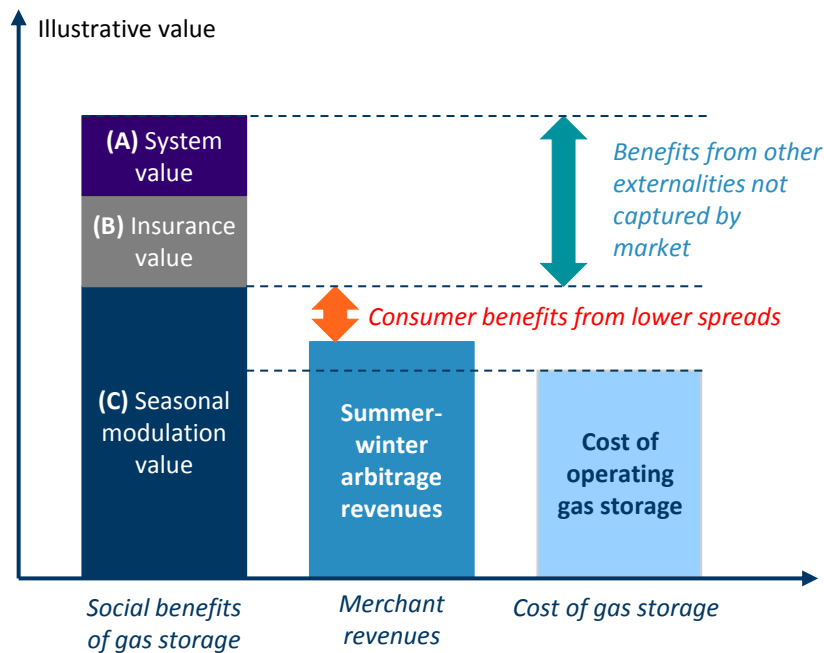 Illustrative value
(A) System
value
(B) Insurance
value
(C) Seasonal
modulation
value
Benefits from other
externalities not
captured by
market
Consumer benefits from lower spreads
Summer-
winter
arbitrage
revenues
Cost of
operating
gas storage
Social benefits
of gas storage
Merchant
revenues
Cost of gas storage